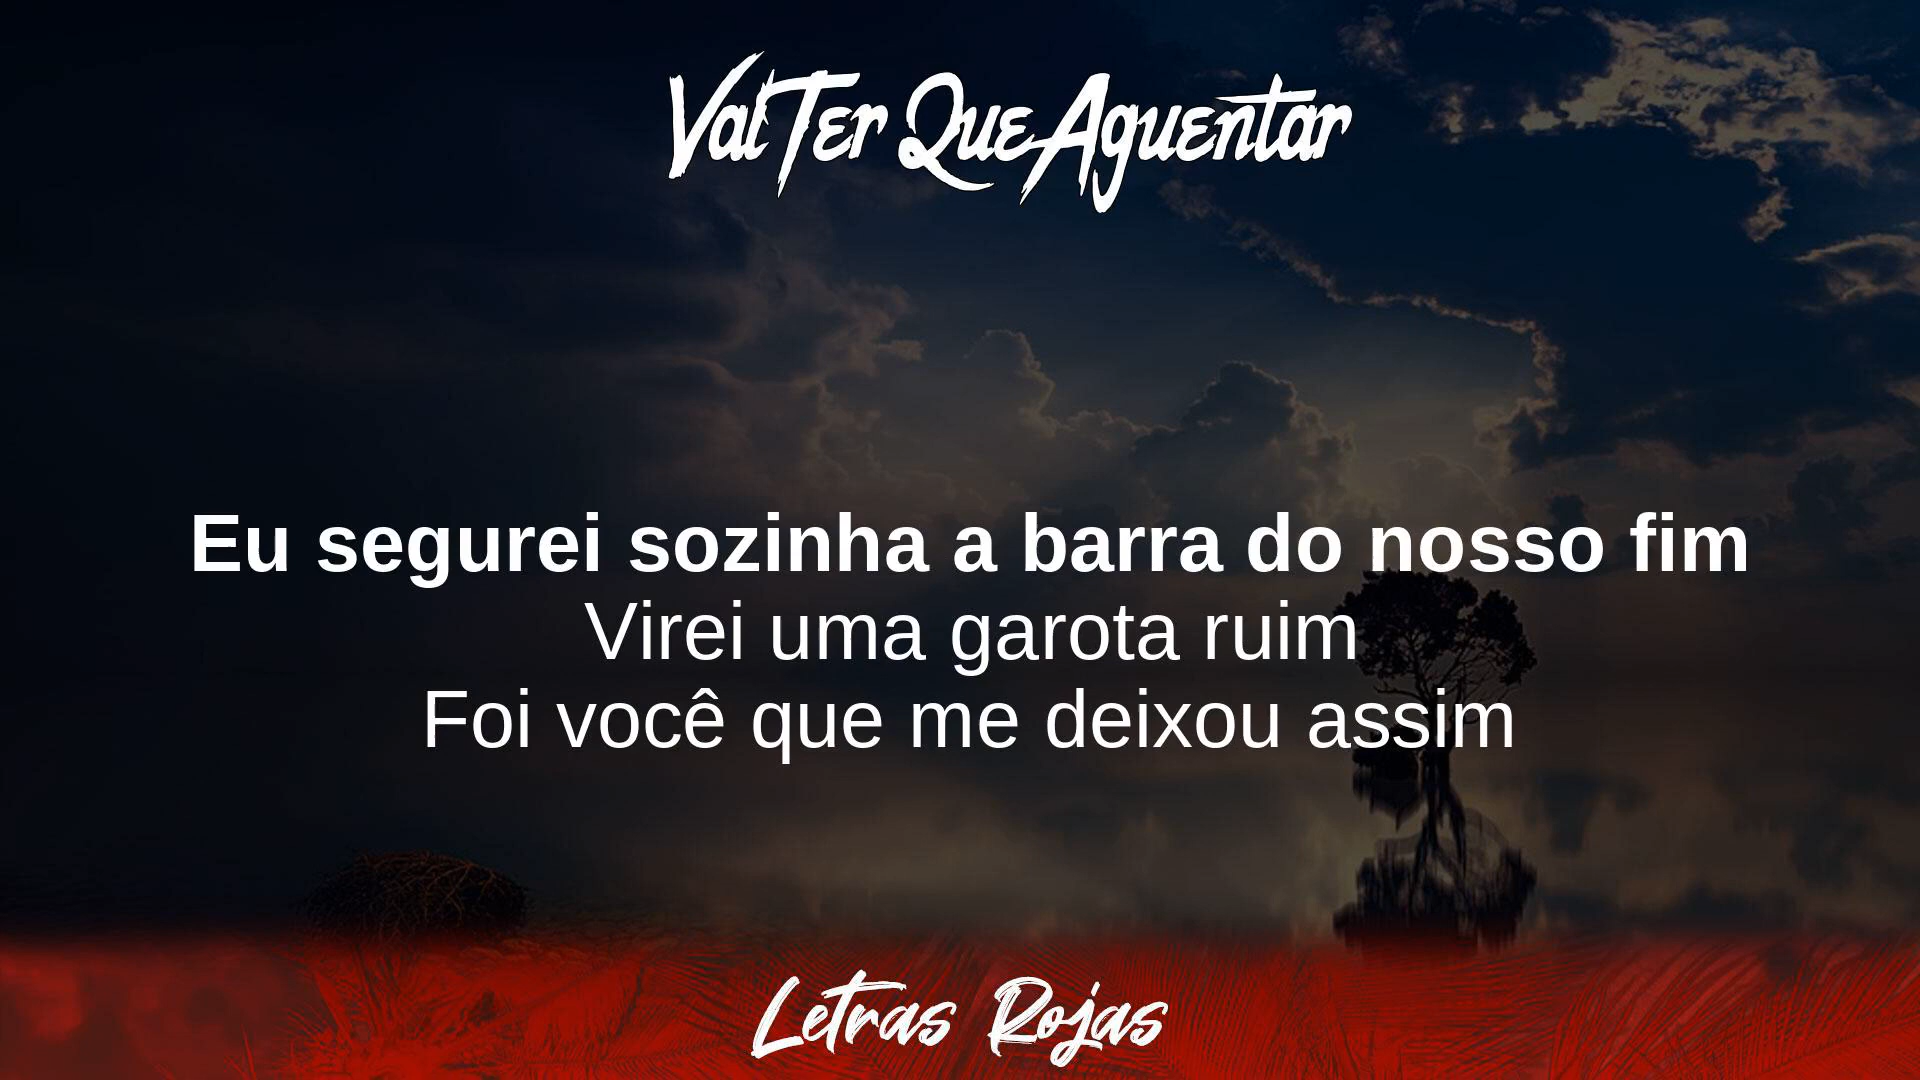 Vai Ter Que Aguentar
Eu segurei sozinha a barra do nosso fim
Virei uma garota ruim
Foi você que me deixou assim
Letras Rojas